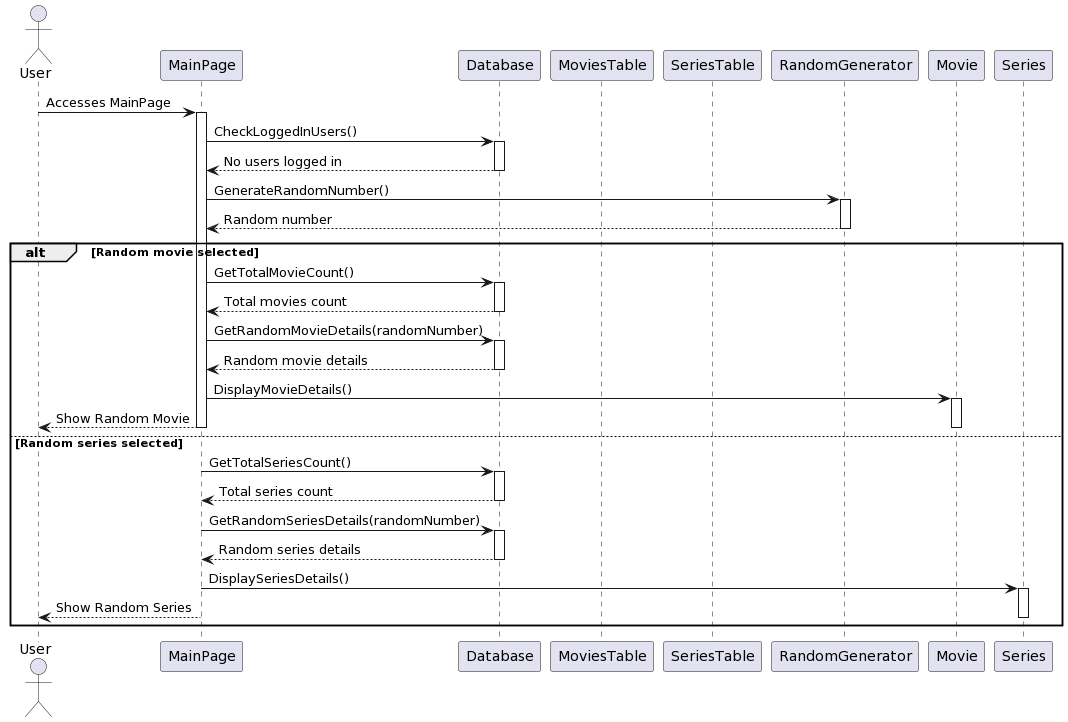 User
MainPage
Database
MoviesTable
SeriesTable
RandomGenerator
Movie
Series
Accesses MainPage
CheckLoggedInUsers()
No users logged in
GenerateRandomNumber()
Random number
alt
[Random movie selected]
GetTotalMovieCount()
Total movies count
GetRandomMovieDetails(randomNumber)
Random movie details
DisplayMovieDetails()
Show Random Movie
[Random series selected]
GetTotalSeriesCount()
Total series count
GetRandomSeriesDetails(randomNumber)
Random series details
DisplaySeriesDetails()
Show Random Series
User
MainPage
Database
MoviesTable
SeriesTable
RandomGenerator
Movie
Series